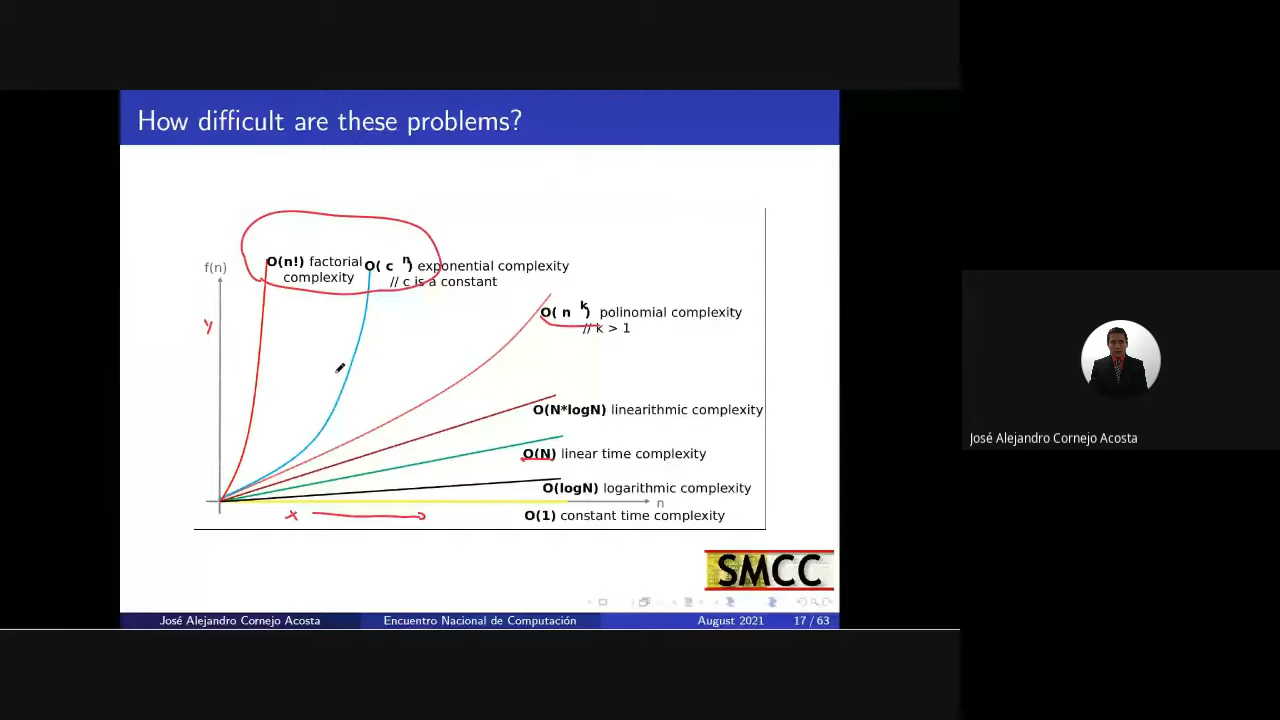 How difficult are these problems?
f(n)
O(n!) factorial
complexity
O( c n) exponential complexity
// c is a constant
O( n k) polinomial complexity
// k > 1
y
O(N*logN) linearithmic complexity
O(N) linear time complexity
O(logN) logarithmic complexity
n
x
O(1) constant time complexity
SMCC
José Alejandro Cornejo Acosta
Encuentro Nacional de Computación
August 2021
17 / 63
José Alejandro Cornejo Acosta